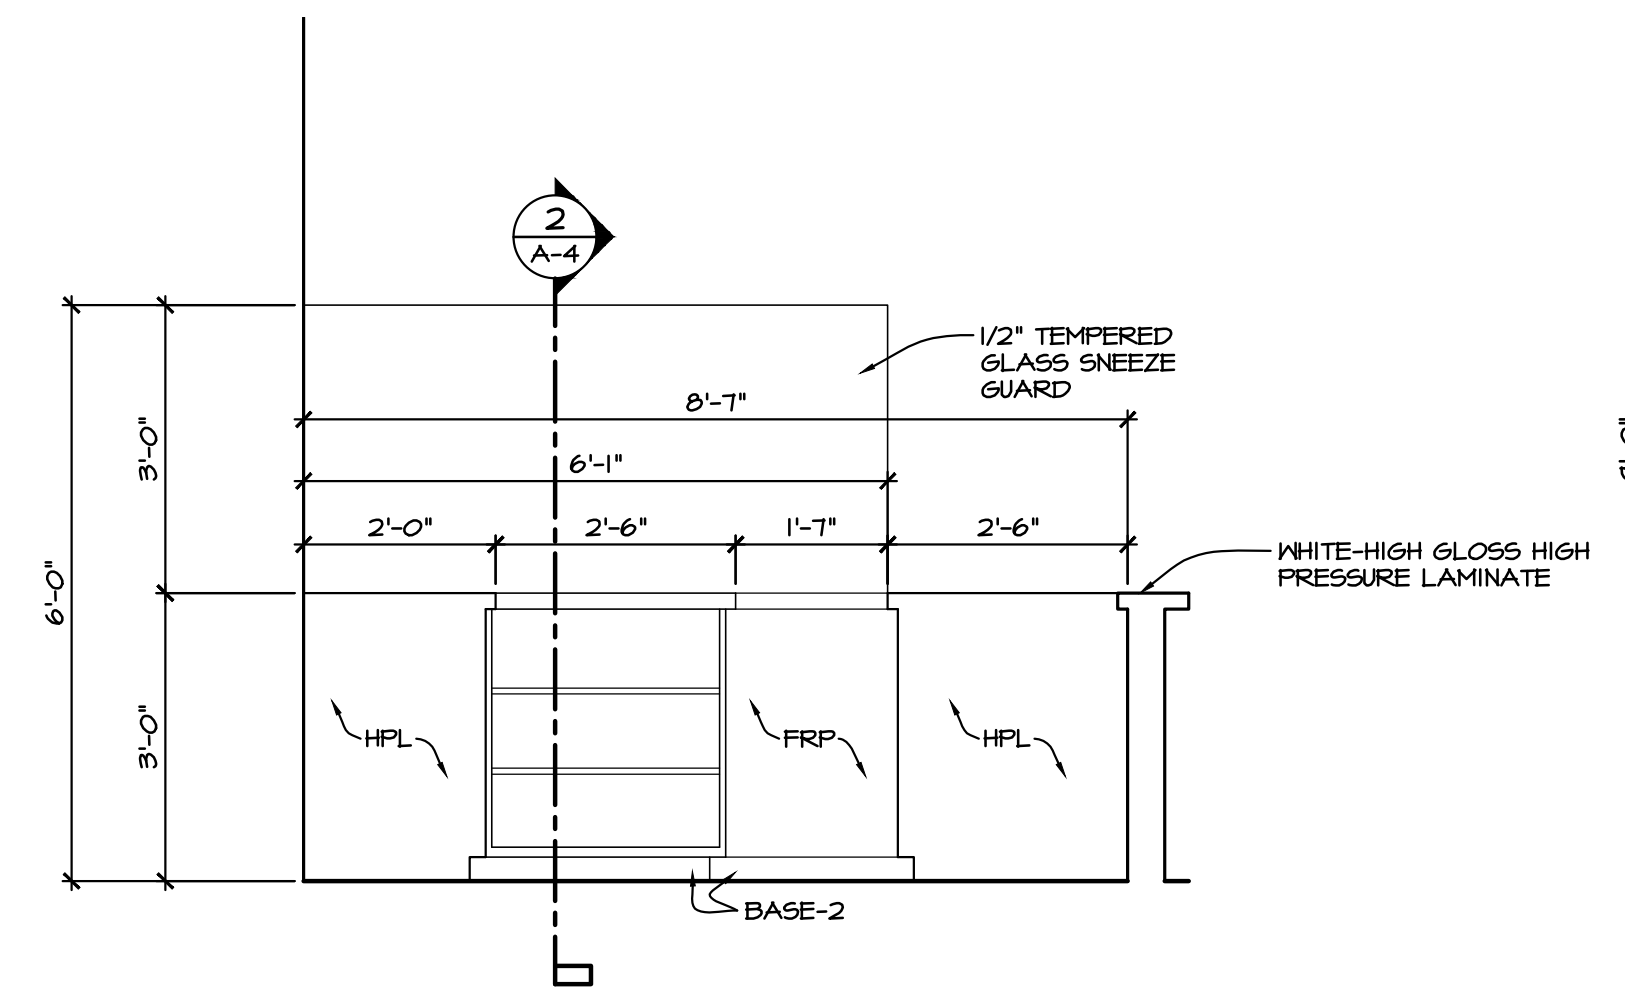 2
A-4
1/2" TEMPERED
GLASS SNEEZE
GUARD
8'-7"
6'-1"
2'-0"
2'-6"
1'-7"
2'-6"
3'-0"
6'-0"
3'-0"
WHITE-HIGH GLOSS HIGH
PRESSURE LAMINATE
HPL
FRP
HPL
BASE-2